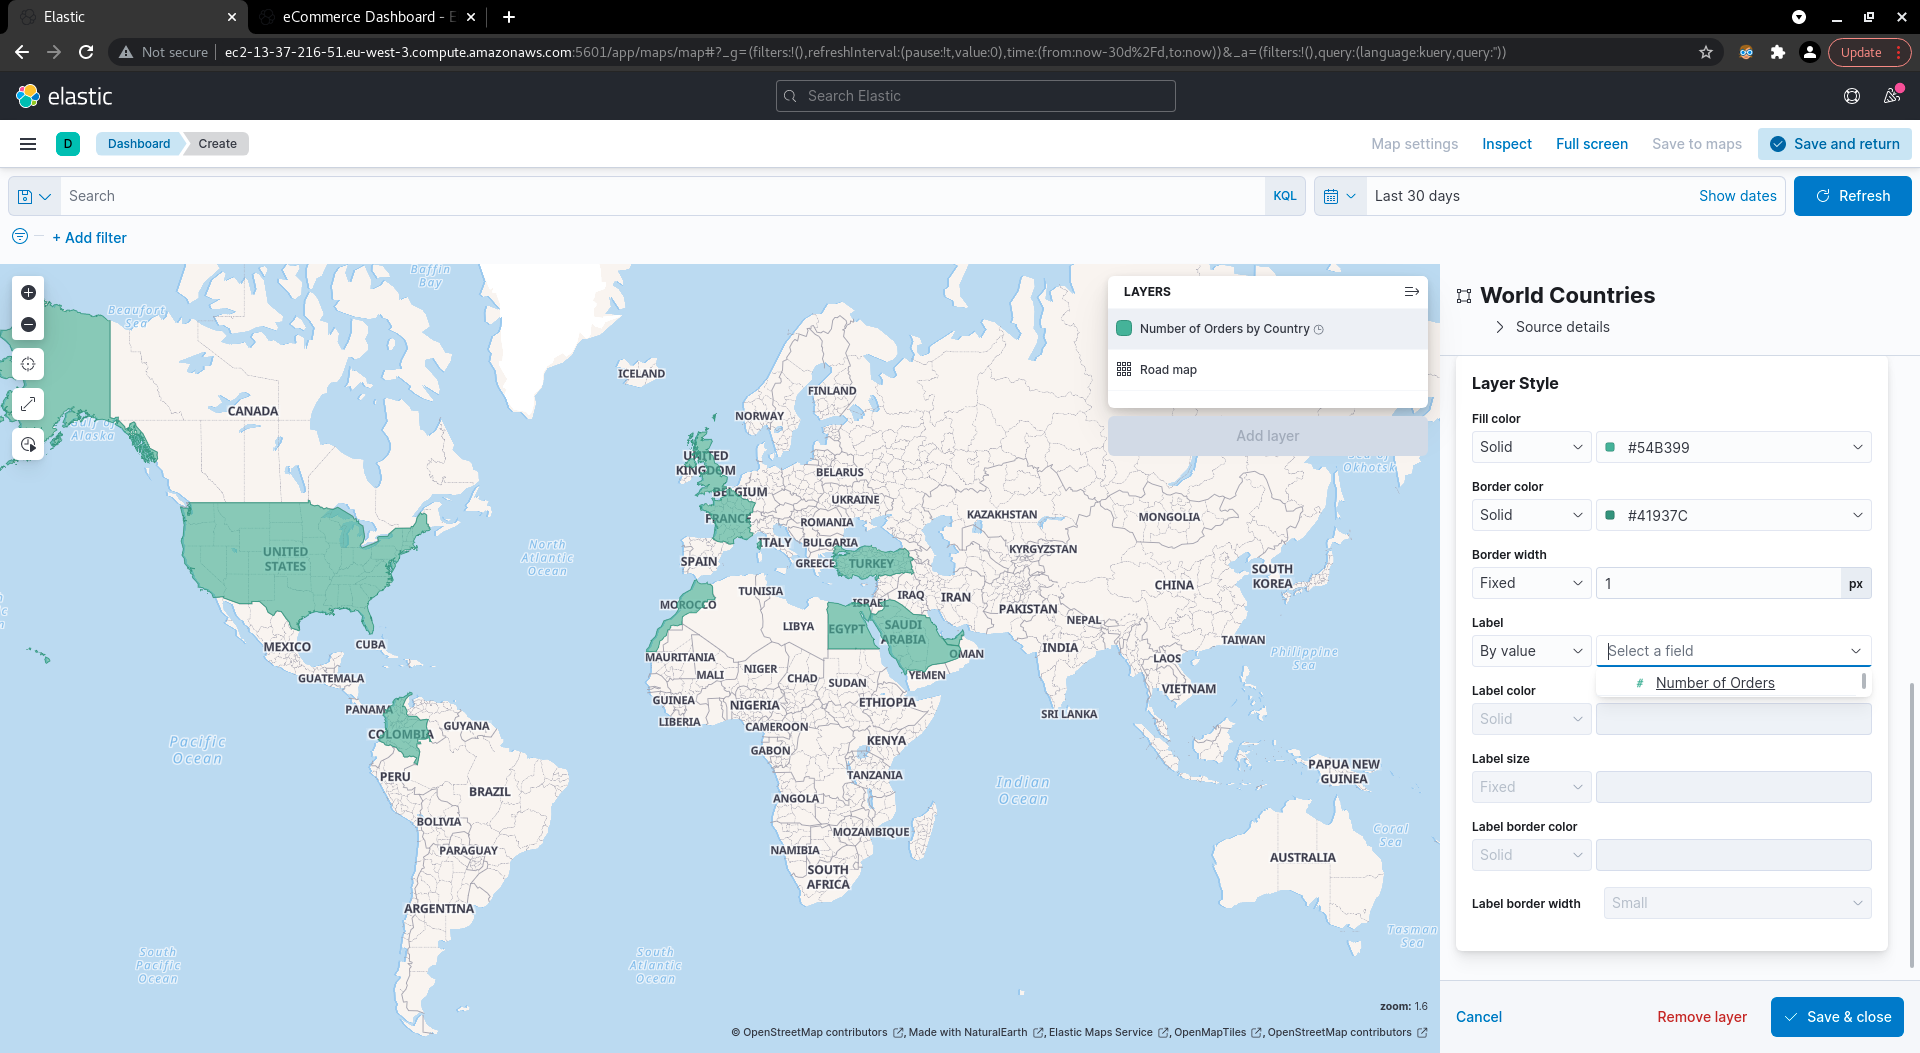 Elastic
eCommerce Dashboard - E
Not secure
ec2-13-37-216-51.eu-west-3.compute.amazonaws.com:5601/app/maps/map#?_g=(filters:!(),refreshInterval:(pause:!t,value:0),time:(from:now-30d%2Fd,to:now))&_a=(filters:!(),query:(language:kuery,query:''))
Update
elastic
Search Elastic
D
Dashboard
Create
Map settings
Inspect
Full screen
Save to maps
Save and return
Search
KQL
Last 30 days
Show dates
Refresh
+ Add filter
LAYERS
Number of Orders by Country
Road map
Add layer
Baffin
Bay
Beaufort
Sea
Gulf of
Alaska
CANADA
ICELAND
FINLAND
NORWAY
UNITED
KINGDOM
BELARUS
BELGIUM
UKRAINE
FRANCE
ROMANIA
KAZAKHSTAN
MONGOLIA
Sea of
Okhotsk
UNITED
STATES
North
Atlantic
Ocean
ITALY
BULGARIA
SPAIN
GREECE
TURKEY
KYRGYZSTAN
SOUTH
KOREA
CHINA
TUNISIA
MOROCCO
ISRAEL
IRAQ
IRAN
PAKISTAN
LIBYA
EGYPT
SAUDI
ARABIA
NEPAL
TAIWAN
MEXICO
CUBA
MAURITANIA
OMAN
INDIA
LAOS
Philippine
Sea
GUATEMALA
MALI
NIGER
CHAD
SUDAN
YEMEN
VIETNAM
PANAMA
GUINEA
NIGERIA
ETHIOPIA
SRI LANKA
LIBERIA
CAMEROON
GUYANA
COLOMBIA
GABON
KENYA
Pacific
Ocean
PERU
TANZANIA
Indian
Ocean
PAPUA NEW
GUINEA
BRAZIL
ANGOLA
BOLIVIA
MOZAMBIQUE
Coral
Sea
PARAGUAY
NAMIBIA
AUSTRALIA
SOUTH
AFRICA
ARGENTINA
South
Pacific
Ocean
South
Atlantic
Ocean
Tasman
Sea
zoom: 1.6
© OpenStreetMap contributors , Made with NaturalEarth , Elastic Maps Service , OpenMapTiles , OpenStreetMap contributors
World Countries
Source details
Layer Style
Fill color
Solid
#54B399
Border color
Solid
#41937C
Border width
Fixed
1
px
Label
By value
Select a field
# Number of Orders
Label color
Solid
Label size
Fixed
Label border color
Solid
Label border width
Small
Cancel
Remove layer
Save & close